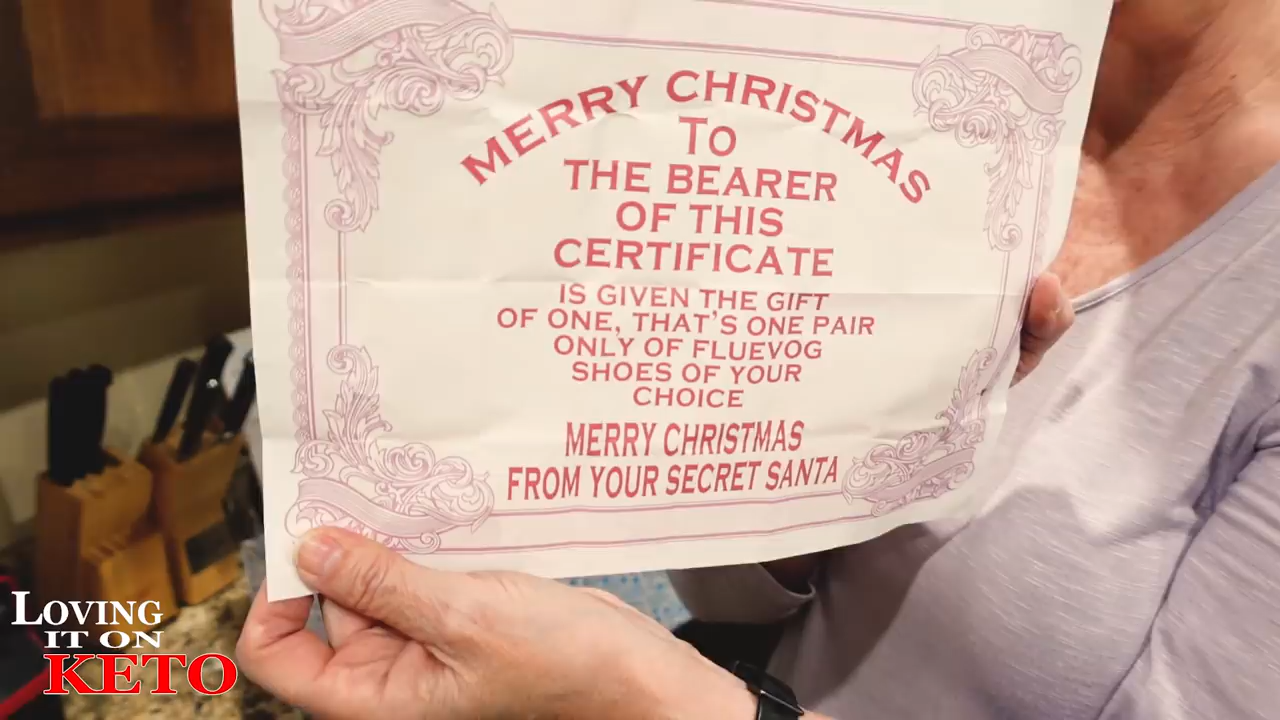 MERRY CHRISTMAS
TO
THE BEARER
OF THIS
CERTIFICATE
IS GIVEN THE GIFT
OF ONE, THAT'S ONE PAIR
ONLY OF FLUEVOG
SHOES OF YOUR
CHOICE
MERRY CHRISTMAS
FROM YOUR SECRET SANTA
LOVING
IT ON
KETO